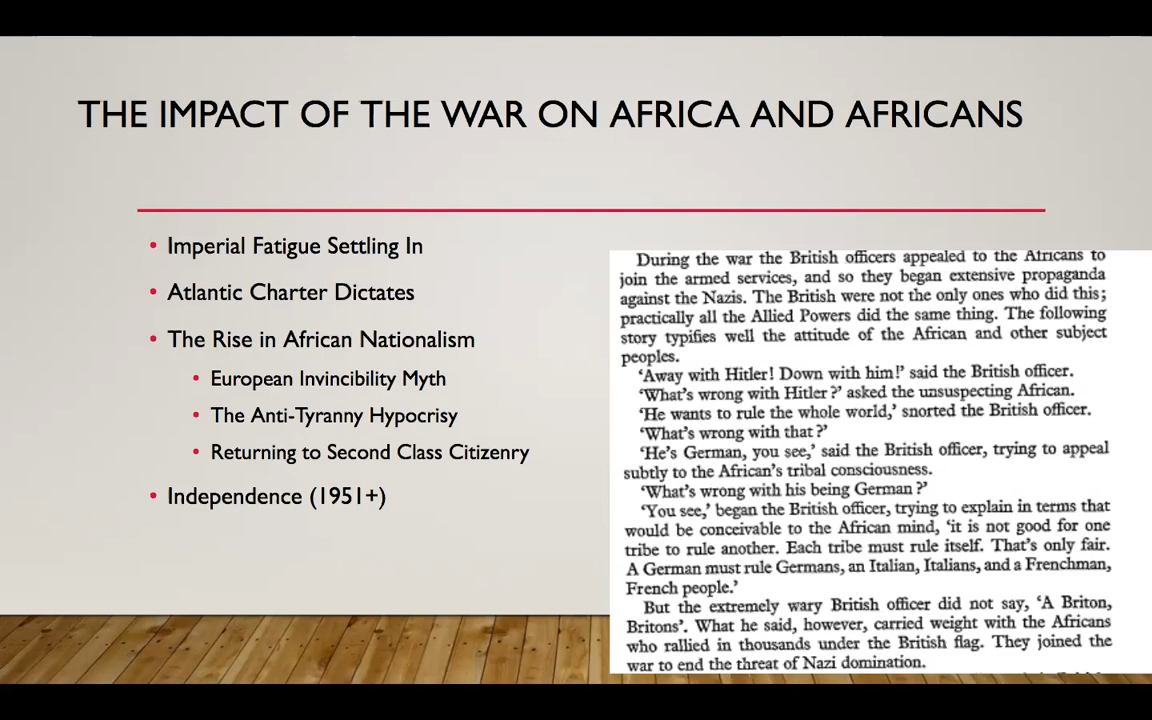 THE IMPACT OF THE WAR ON AFRICA AND AFRICANS
• Imperial Fatigue Settling In
• Atlantic Charter Dictates
• The Rise in African Nationalism
• European Invincibility Myth
• The Anti-Tyranny Hypocrisy
• Returning to Second Class Citizenry
• Independence (1951+)
During the war the British officers appealed to the Africans to
join the armed services, and so they began extensive propaganda
against the Nazis. The British were not the only ones who did this;
practically all the Allied Powers did the same thing. The following
story typifies well the attitude of the African and other subject
peoples.
‘Away with Hitler! Down with him!’ said the British officer.
‘What’s wrong with Hitler?’ asked the unsuspecting African.
‘He wants to rule the whole world,’ snorted the British officer.
‘What’s wrong with that?’
‘He’s German, you see,’ said the British officer, trying to appeal
subtly to the African’s tribal consciousness.
‘What’s wrong with his being German?’
‘You see,’ began the British officer, trying to explain in terms that
would be conceivable to the African mind, ‘it is not good for one
tribe to rule another. Each tribe must rule itself. That’s only fair.
A German must rule Germans, an Italian, Italians, and a Frenchman,
French people.’
But the extremely wary British officer did not say, ‘A Briton,
Britons’. What he said, however, carried weight with the Africans
who rallied in thousands under the British flag. They joined the
war to end the threat of Nazi domination.